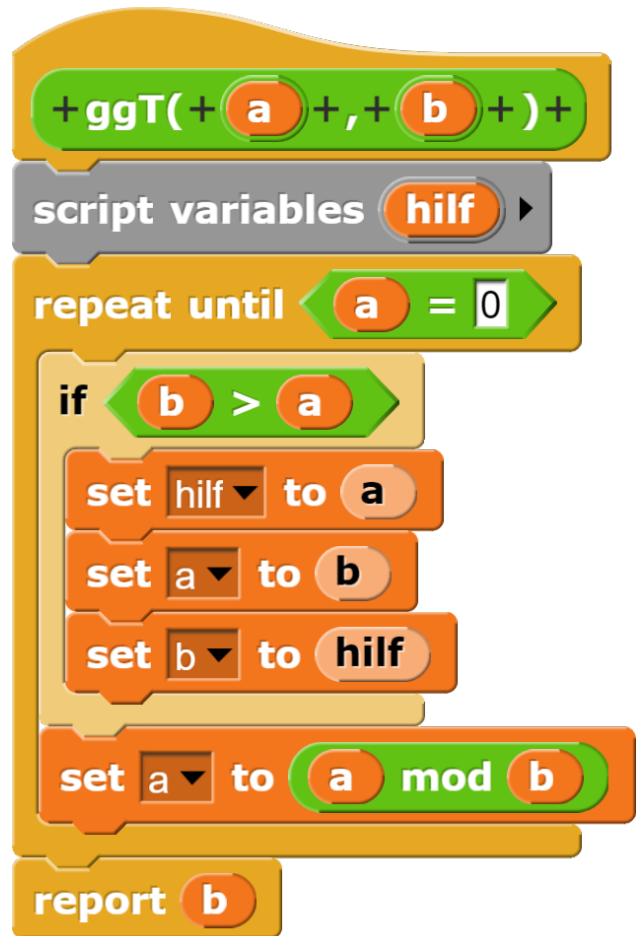 +ggT(+a+,+b+)+
script variables hilf
repeat until a = 0
if b > a
set hilf to a
set a to b
set b to hilf
set a to a mod b
report b